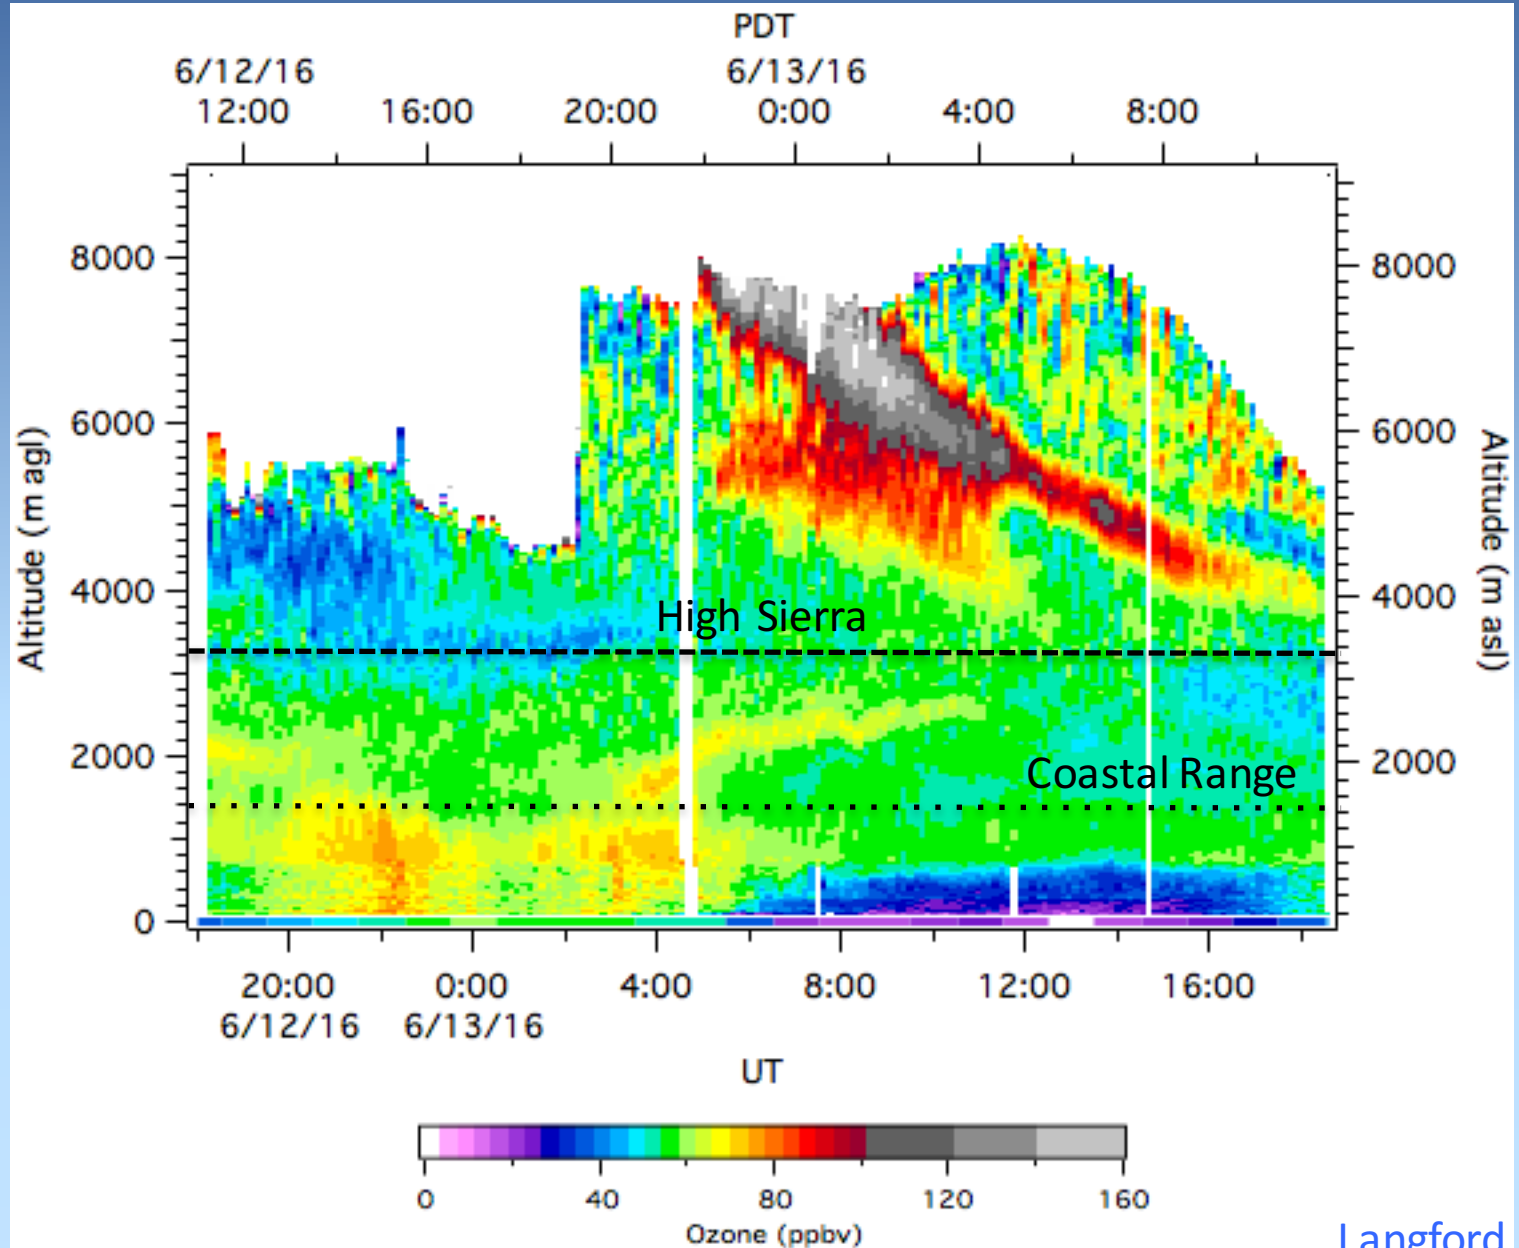 PDT
6/12/16 6/13/16
12:00 16:00 20:00 0:00 4:00 8:00
8000 8000
6000 6000
Altitude (m agl) Altitude (m asl)
4000 4000
High Sierra
2000 2000
Coastal Range
0
20:00 0:00 4:00 8:00 12:00 16:00
6/12/16 6/13/16
UT
0 40 80 120 160
Ozone (ppbv)
Langford